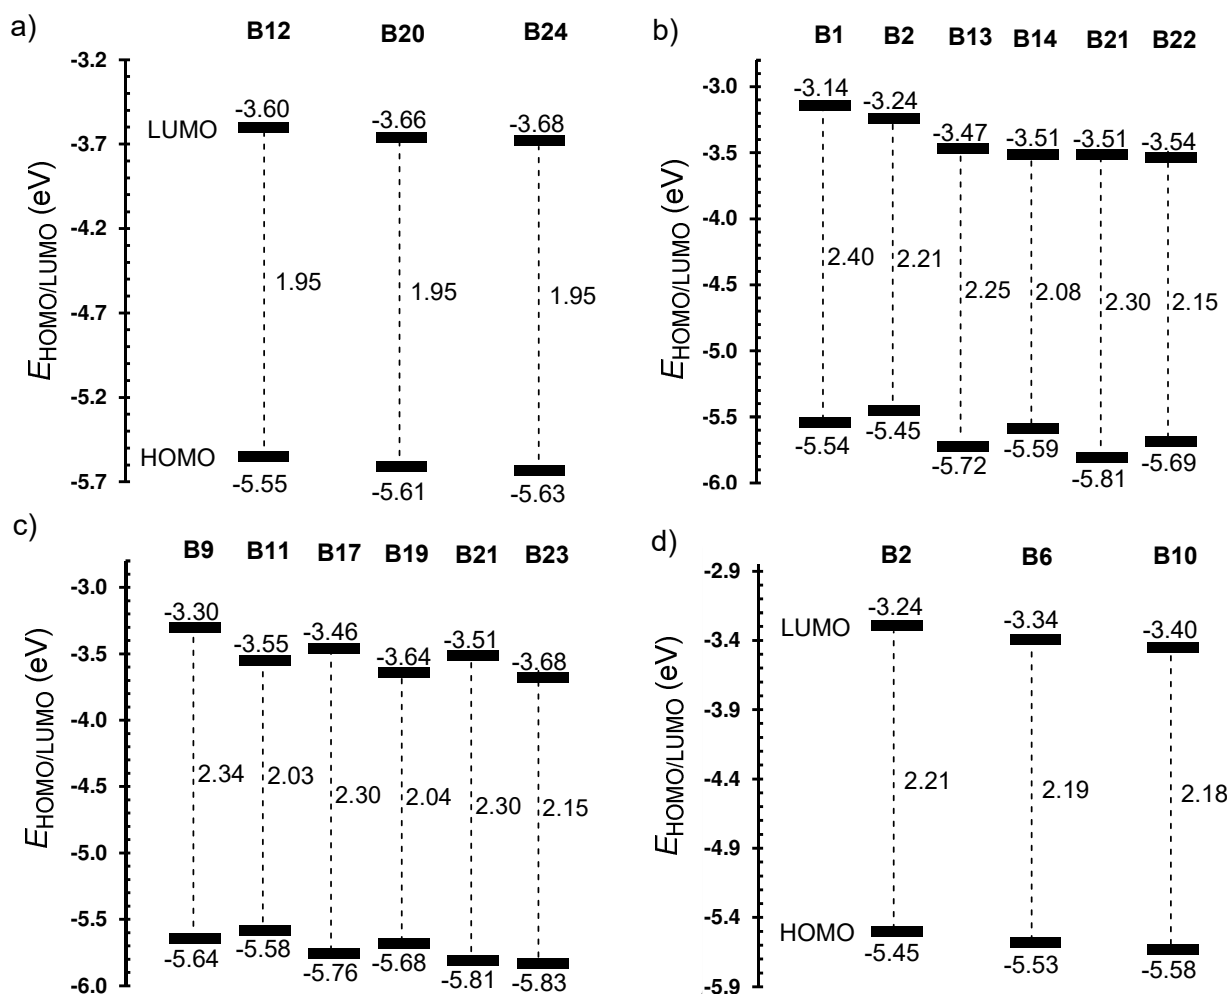 a)
B12 B20 B24
-3.2
-3.7
-4.2
-4.7
-5.2
-5.7
E HOMO/LUMO (eV)
LUMO
-3.60 -3.66 -3.68
1.95 1.95 1.95
HOMO
-5.55 -5.61 -5.63
b)
B1 B2 B13 B14 B21 B22
-3.0
-3.5
-4.0
-4.5
-5.0
-5.5
-6.0
E HOMO/LUMO (eV)
-3.14 -3.24 -3.47 -3.51 -3.51 -3.54
2.40 2.21 2.25 2.08 2.30 2.15
-5.54 -5.45 -5.72 -5.59 -5.81 -5.69
c)
B9 B11 B17 B19 B21 B23
-3.0
-3.5
-4.0
-4.5
-5.0
-5.5
-6.0
E HOMO/LUMO (eV)
-3.30 -3.55 -3.46 -3.64 -3.51 -3.68
2.34 2.03 2.30 2.04 2.30 2.15
-5.64 -5.58 -5.76 -5.68 -5.81 -5.83
d)
B2 B6 B10
-2.9
-3.4
-3.9
-4.4
-4.9
-5.4
-5.9
E HOMO/LUMO (eV)
LUMO
-3.24 -3.34 -3.40
2.21 2.19 2.18
HOMO
-5.45 -5.53 -5.58